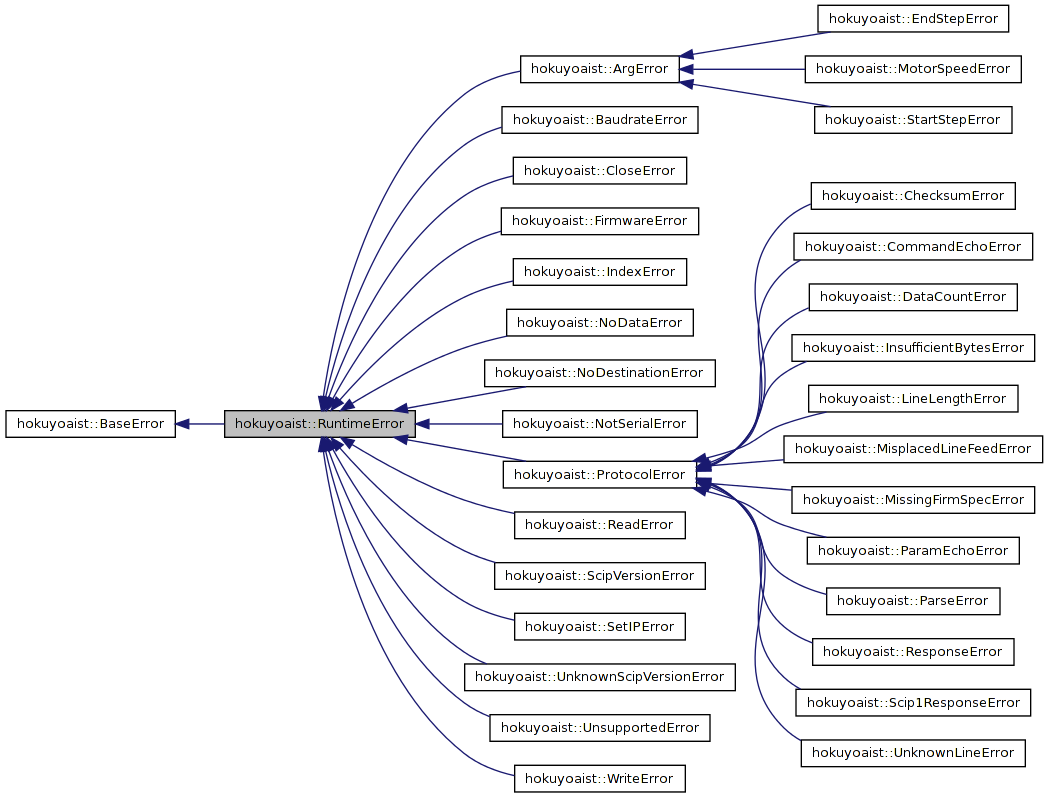 hokuyoaist::BaseError
hokuyoaist::RuntimeError
hokuyoaist::ArgError
hokuyoaist::BaudrateError
hokuyoaist::CloseError
hokuyoaist::FirmwareError
hokuyoaist::IndexError
hokuyoaist::NoDataError
hokuyoaist::NoDestinationError
hokuyoaist::NotSerialError
hokuyoaist::ProtocolError
hokuyoaist::ReadError
hokuyoaist::ScipVersionError
hokuyoaist::SetIPError
hokuyoaist::UnknownScipVersionError
hokuyoaist::UnsupportedError
hokuyoaist::WriteError
hokuyoaist::EndStepError
hokuyoaist::MotorSpeedError
hokuyoaist::StartStepError
hokuyoaist::ChecksumError
hokuyoaist::CommandEchoError
hokuyoaist::DataCountError
hokuyoaist::InsufficientBytesError
hokuyoaist::LineLengthError
hokuyoaist::MisplacedLineFeedError
hokuyoaist::MissingFirmSpecError
hokuyoaist::ParamEchoError
hokuyoaist::ParseError
hokuyoaist::ResponseError
hokuyoaist::Scip1ResponseError
hokuyoaist::UnknownLineError